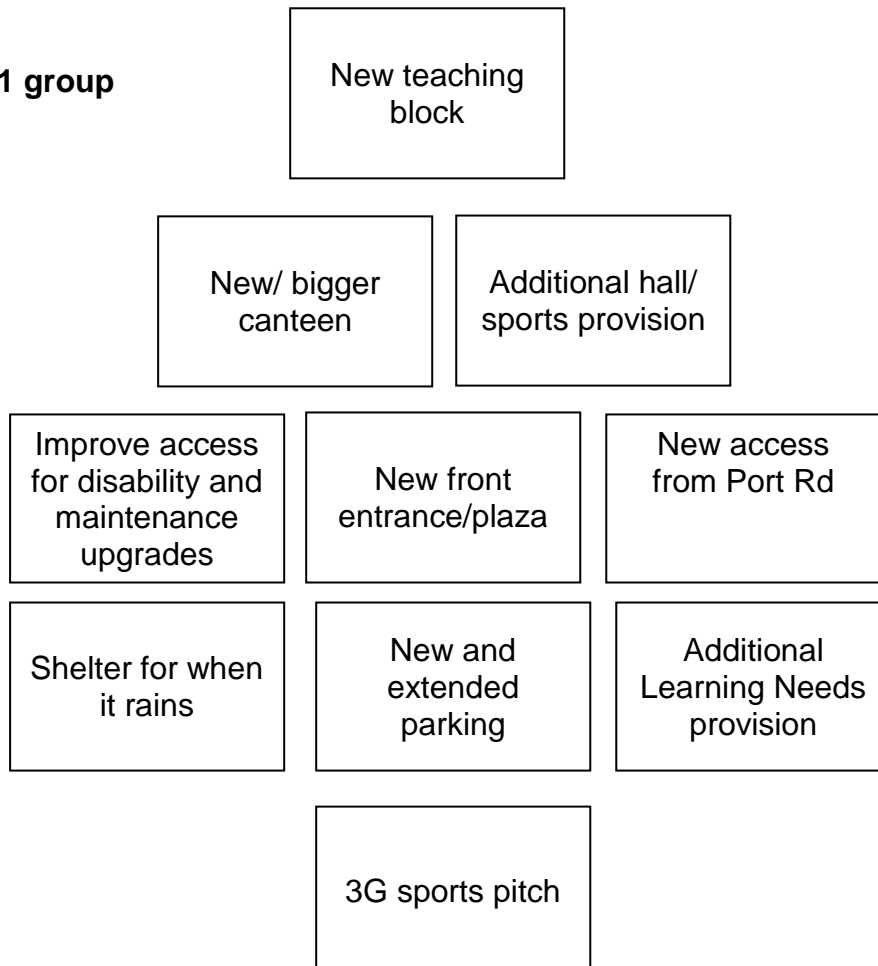 1 group
New teaching
block
New/ bigger
canteen
Additional hall/
sports provision
Improve access
for disability and
maintenance
upgrades
New front
entrance/plaza
New access
from Port Rd
Shelter for when
it rains
New and
extended
parking
Additional
Learning Needs
provision
3G sports pitch